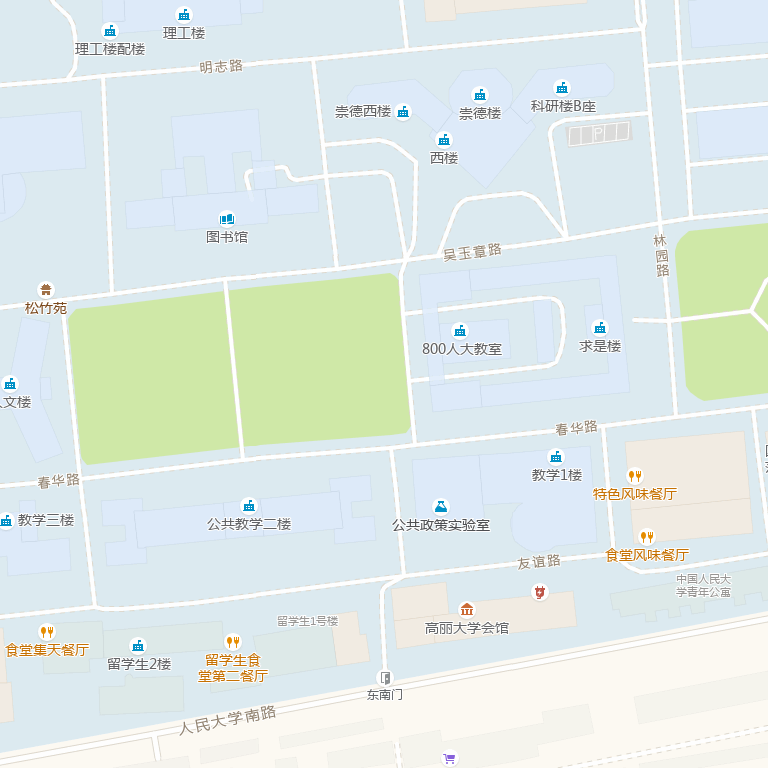 理工楼
理工楼配楼
明志路
崇德西楼
崇德楼
科研楼B座
P
西楼
图书馆
吴玉章路
林园路
松竹苑
800人大教室
求是楼
人文楼
春华路
教学1楼
春华路
特色风味餐厅
教学三楼
公共教学二楼
公共政策实验室
食堂风味餐厅
友谊路
中国人民大
学青年公寓
留学生1号楼
高丽大学会馆
食堂集天餐厅
留学生2楼
留学生食
堂第二餐厅
东南门
人民大学南路